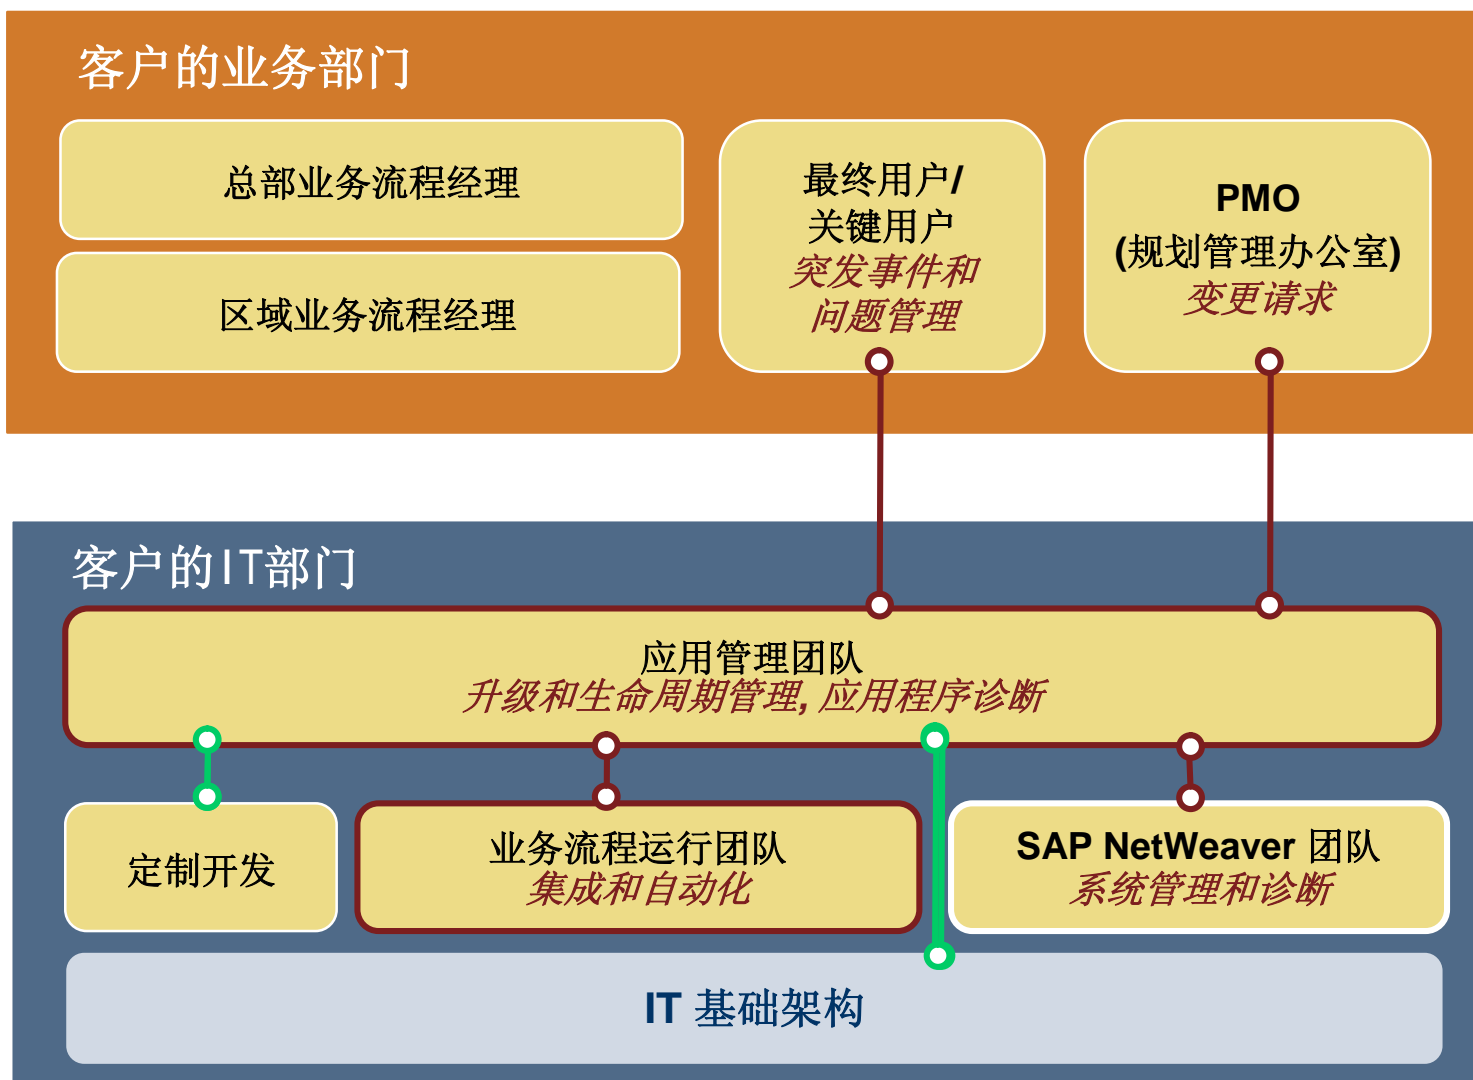 客户的业务部门
总部业务流程经理
区域业务流程经理
最终用户/
关键用户
突发事件和
问题管理
PMO
(规划管理办公室)
变更请求
客户的IT部门
应用管理团队
升级和生命周期管理, 应用程序诊断
定制开发
业务流程运行团队
集成和自动化
SAP NetWeaver 团队
系统管理和诊断
IT 基础架构